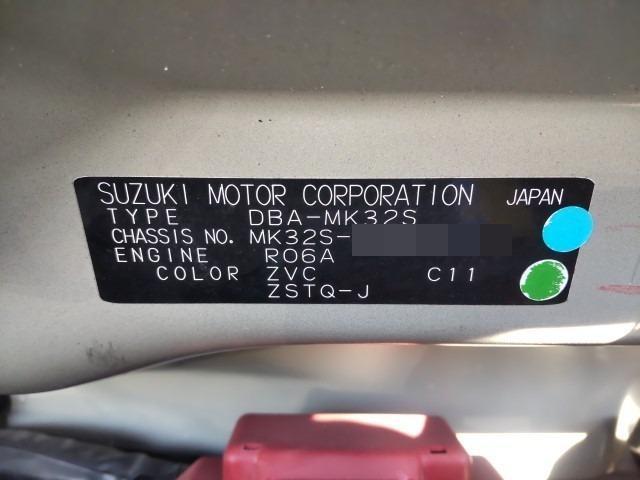 SUZUKI MOTOR CORPORATION JAPAN
TYPE DBA-MK32S
CHASSIS NO. MK32S-
ENGINE R06A
COLOR ZVC C11
ZSTQ-J